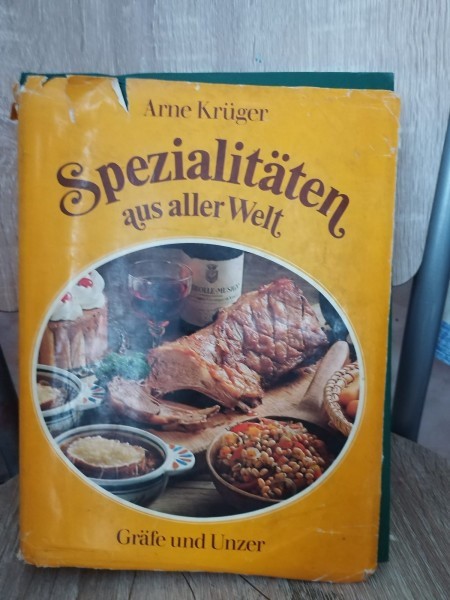 Arne Krüger
Spezialitäten
aus aller Welt
Gräfe und Unzer